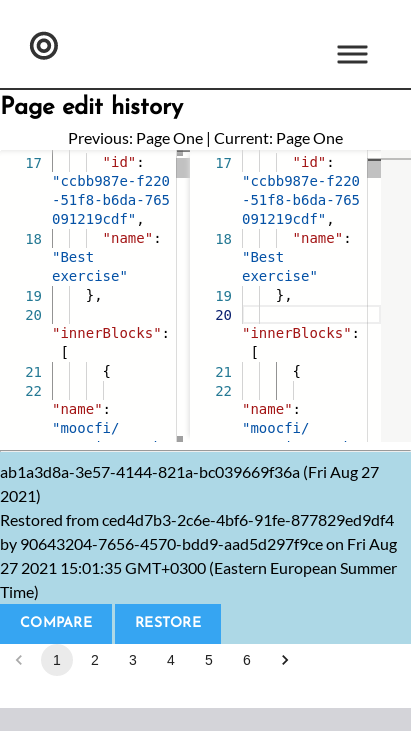 Page edit history
Previous: Page One | Current: Page One
17 "id":
"ccbb987e-f220
-51f8-b6da-765
091219cdf",
18 "name":
"Best
exercise"
19 },
20
"innerBlocks":
[
21 {
22
"name":
"moocfi/
17 "id":
"ccbb987e-f220
-51f8-b6da-765
091219cdf",
18 "name":
"Best
exercise"
19 },
20
"innerBlocks":
[
21 {
22
"name":
"moocfi/
ab1a3d8a-3e57-4144-821a-bc039669f36a (Fri Aug 27
2021)
Restored from ced4d7b3-2c6e-4bf6-91fe-877829ed9df4
by 90643204-7656-4570-bdd9-aad5d297f9ce on Fri Aug
27 2021 15:01:35 GMT+0300 (Eastern European Summer
Time)
COMPARE RESTORE
1 2 3 4 5 6